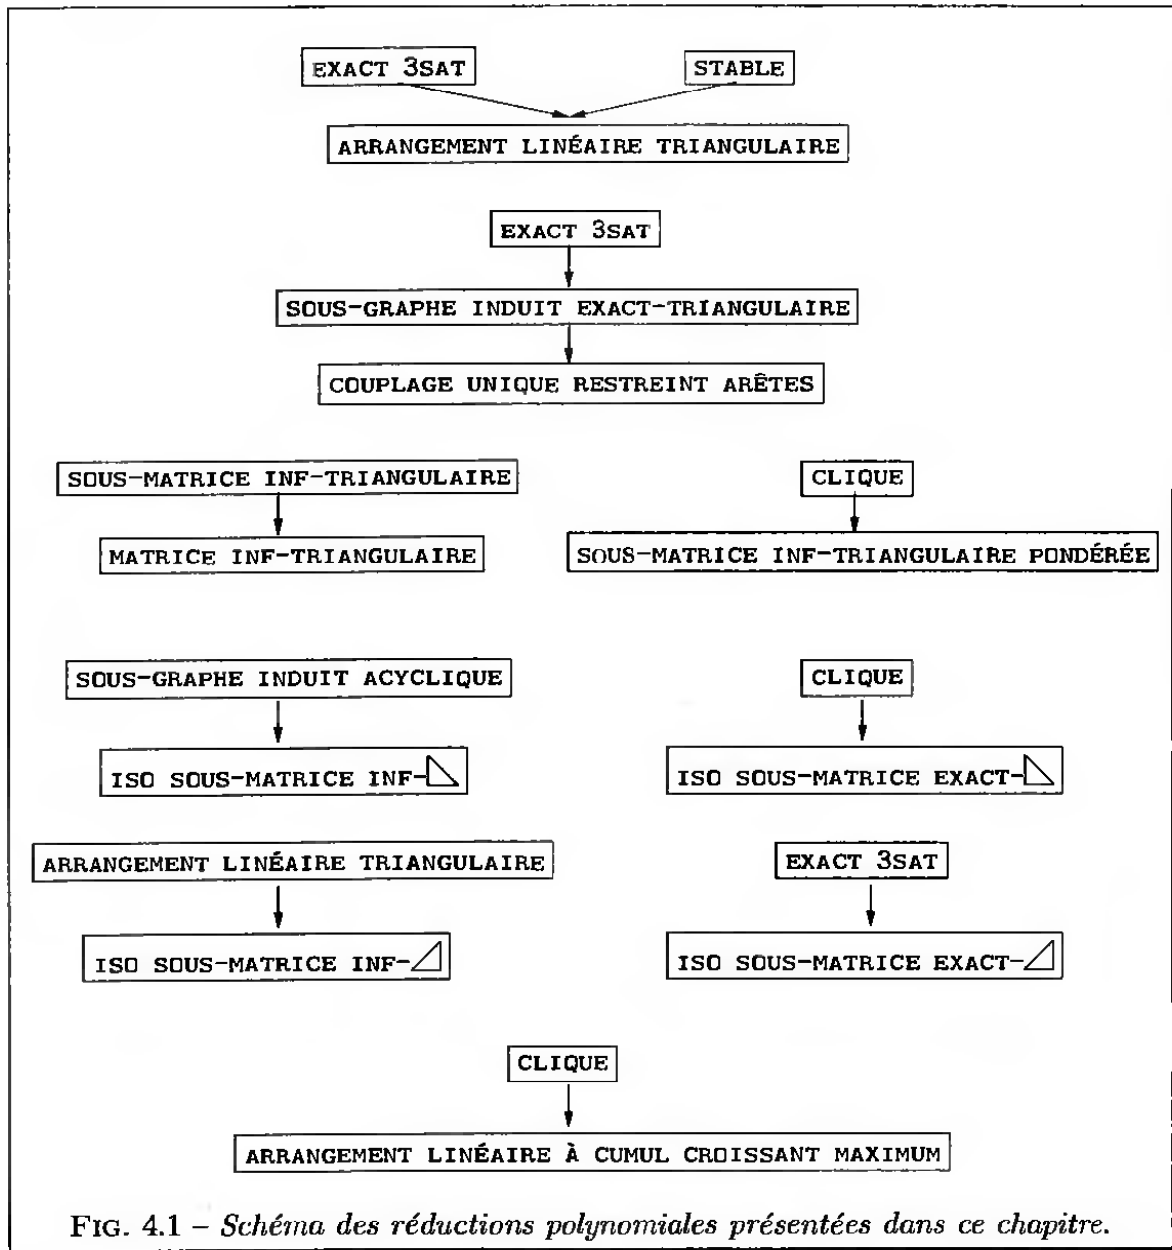 EXACT 3SAT STABLE
ARRANGEMENT LINÉAIRE TRIANGULAIRE
EXACT 3SAT
SOUS-GRAPHE INDUIT EXACT-TRIANGULAIRE
COUPLAGE UNIQUE RESTREINT ARÊTES
SOUS-MATRICE INF-TRIANGULAIRE CLIQUE
MATRICE INF-TRIANGULAIRE SOUS-MATRICE INF-TRIANGULAIRE PONDÉRÉE
SOUS-GRAPHE INDUIT ACYCLIQUE CLIQUE
ISO SOUS-MATRICE INF- ISO SOUS-MATRICE EXACT-
ARRANGEMENT LINÉAIRE TRIANGULAIRE EXACT 3SAT
ISO SOUS-MATRICE INF- ISO SOUS-MATRICE EXACT-
CLIQUE
ARRANGEMENT LINÉAIRE À CUMUL CROISSANT MAXIMUM
FIG. 4.1 – Schéma des réductions polynomiales présentées dans ce chapitre.